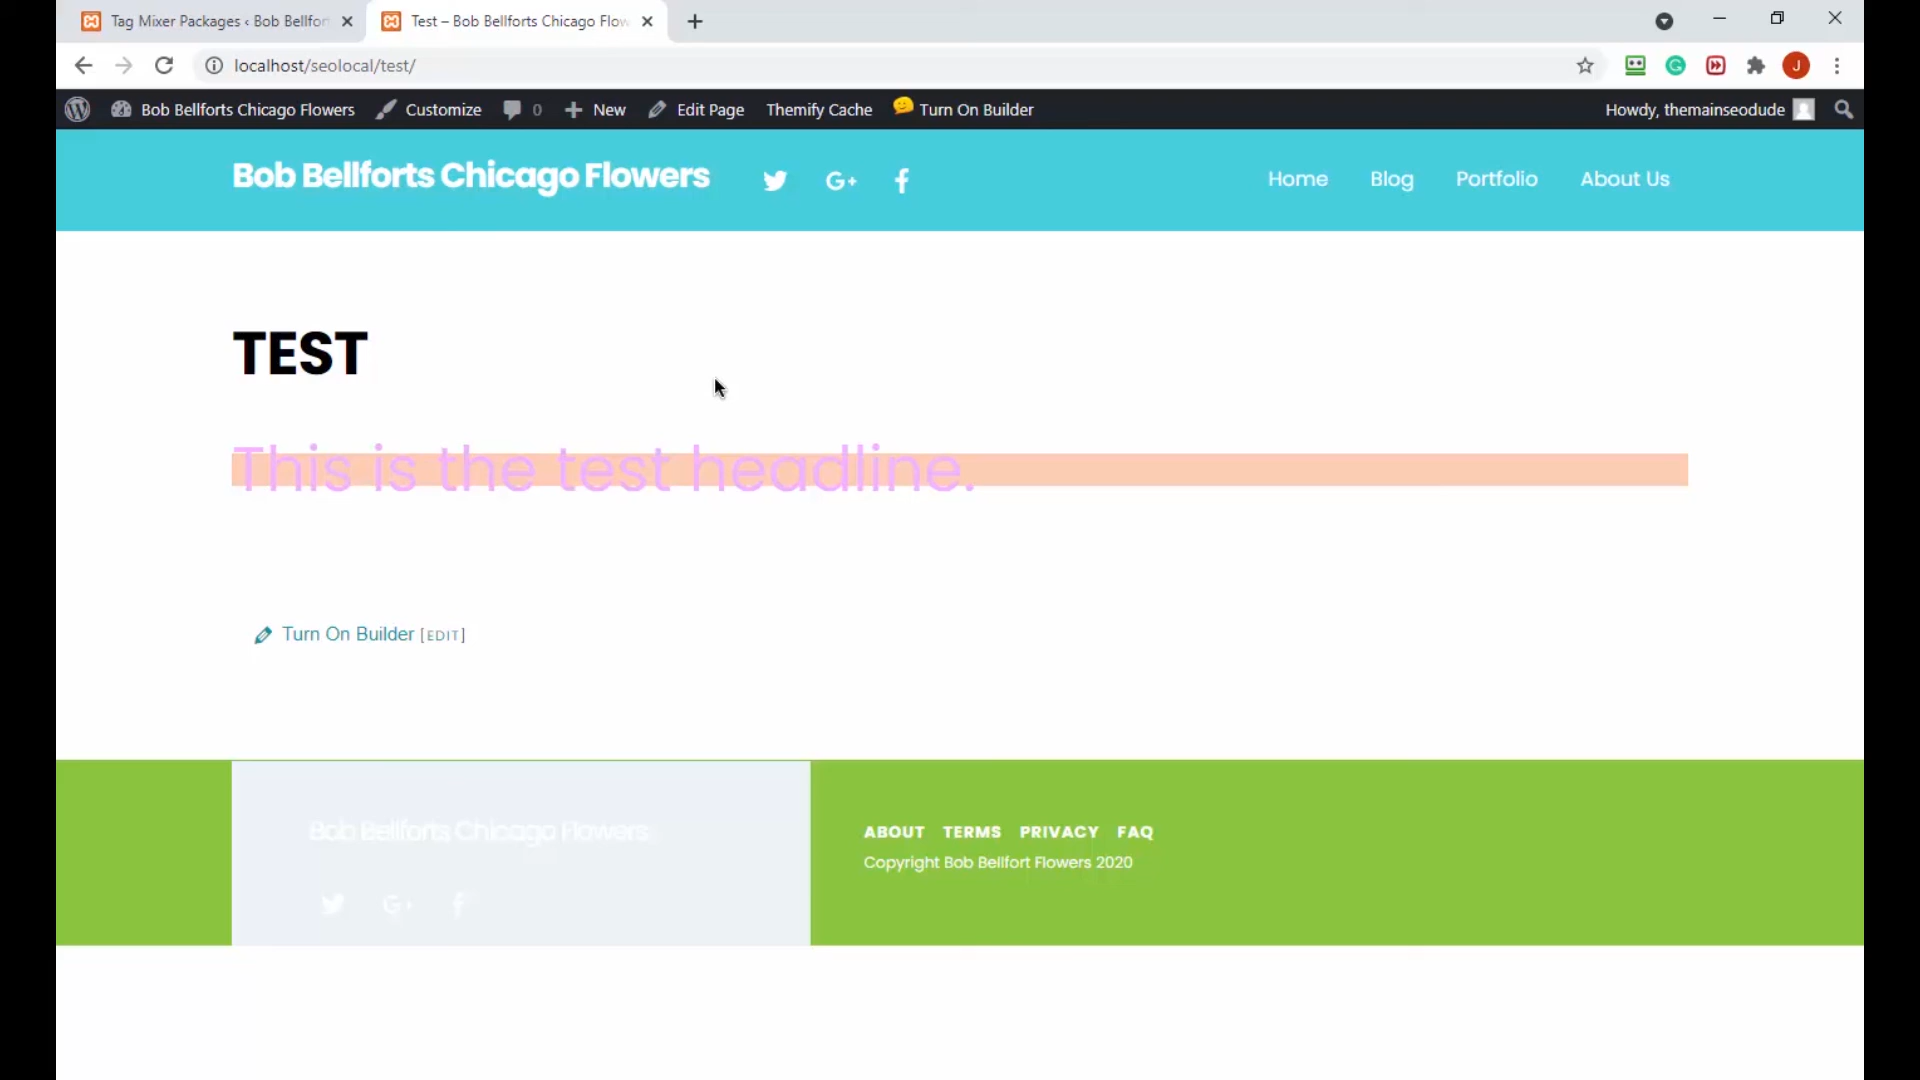 Tag Mixer Packages ‹ Bob Bellfor
Test – Bob Bellforts Chicago Flow
localhost/seolocal/test/
J
Bob Bellforts Chicago Flowers Customize 0 New Edit Page Themify Cache Turn On Builder Howdy, themainseodude
Bob Bellforts Chicago Flowers G+ Home Blog Portfolio About Us
TEST
This is the test headline.
Turn On Builder [EDIT]
Bob Bellforts Chicago Flowers
G+
ABOUT TERMS PRIVACY FAQ
Copyright Bob Bellfort Flowers 2020